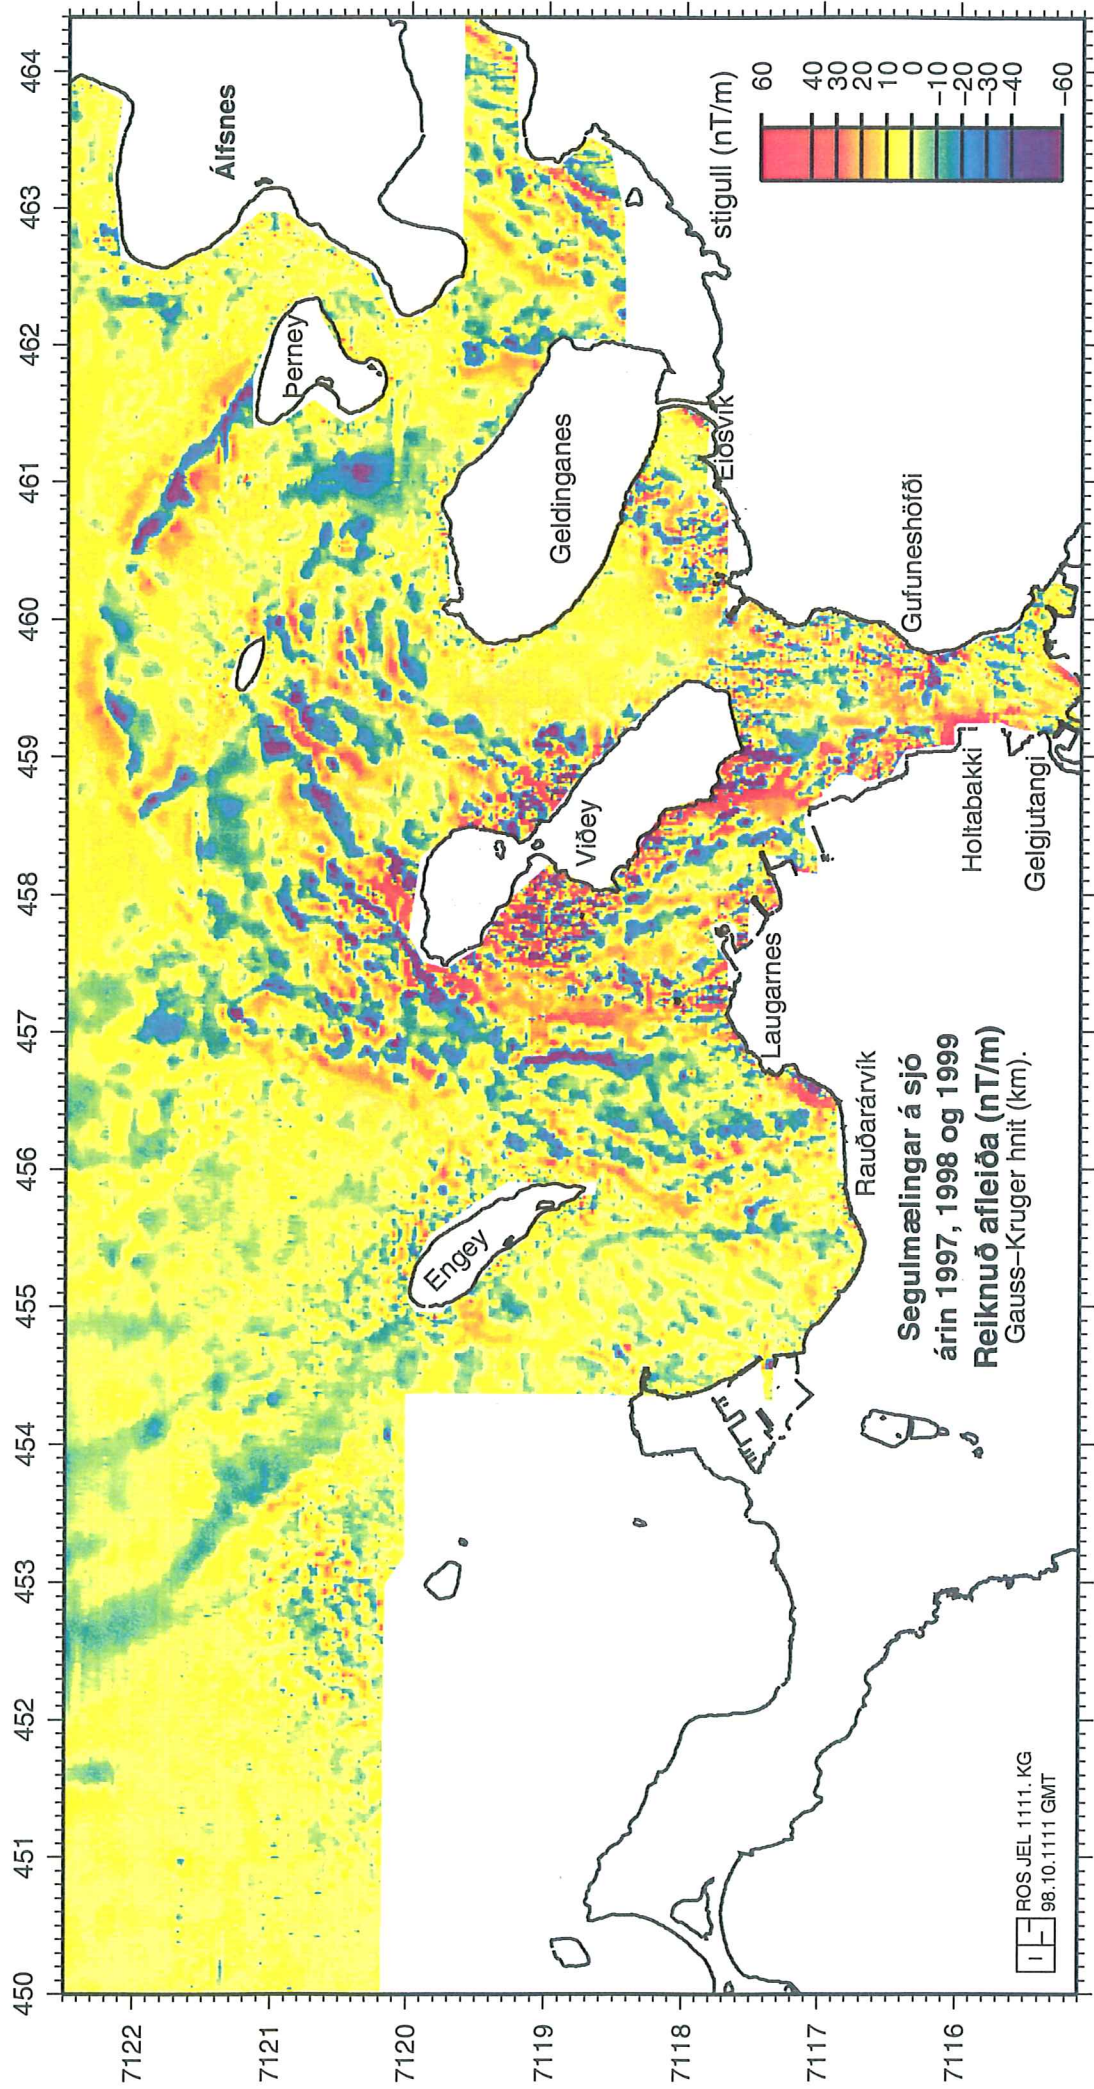 450
451
452
453
454
455
456
457
458
459
460
461
462
463
464
7122
7121
7120
7119
7118
7117
7116
Álfsnes
Þerney
Geldinganes
Eiðsvík
Gufuneshöfði
Viðey
Holtabakki
Gelgjutangi
Laugarnes
Rauðarárvík
Engey
stigull (nT/m)
60
40
30
20
10
0
-10
-20
-30
-40
-60
Segulmælingar á sjó
árin 1997, 1998 og 1999
Reiknuð afleiða (nT/m)
Gauss–Kruger hnit (km).
ROS JEL 1111. KG
98.10.1111 GMT